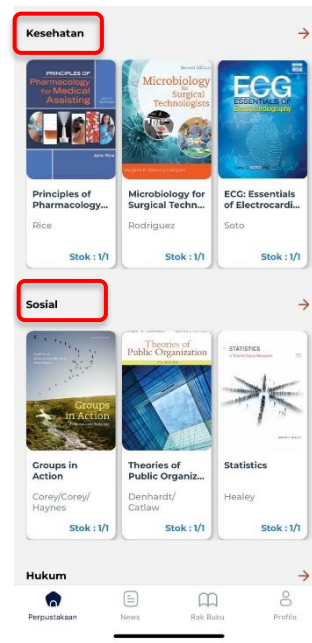 Kesehatan
PRINCIPLES OF
Pharmacology
for Medical
Assisting
Jane Rice
Microbiology
for
Surgical
Technologists
ECG
ESSENTIALS OF
Electrocardiography
Principles of
Pharmacology...
Rice
Stok : 1/1
Microbiology for
Surgical Techn...
Rodriguez
Stok : 1/1
ECG: Essentials
of Electrocardi...
Soto
Stok : 1/1
Sosial
Groups
in Action
Theories of
Public Organization
STATISTICS
Groups in
Action
Corey/Corey/
Haynes
Stok : 1/1
Theories of
Public Organiz...
Denhardt/
Catlaw
Stok : 1/1
Statistics
Healey
Stok : 1/1
Hukum
Perpustakaan
News
Rak Buku
Profile